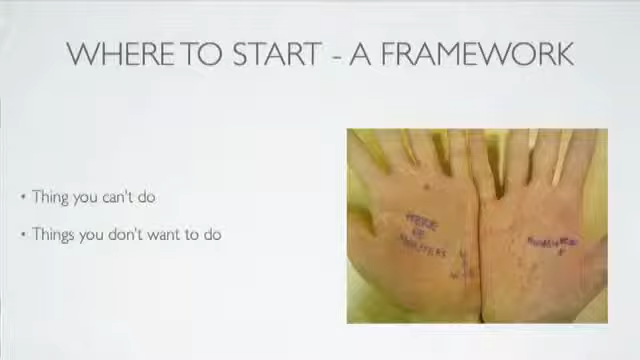 WHERE TO START - A FRAMEWORK
• Thing you can't do
• Things you don't want to do